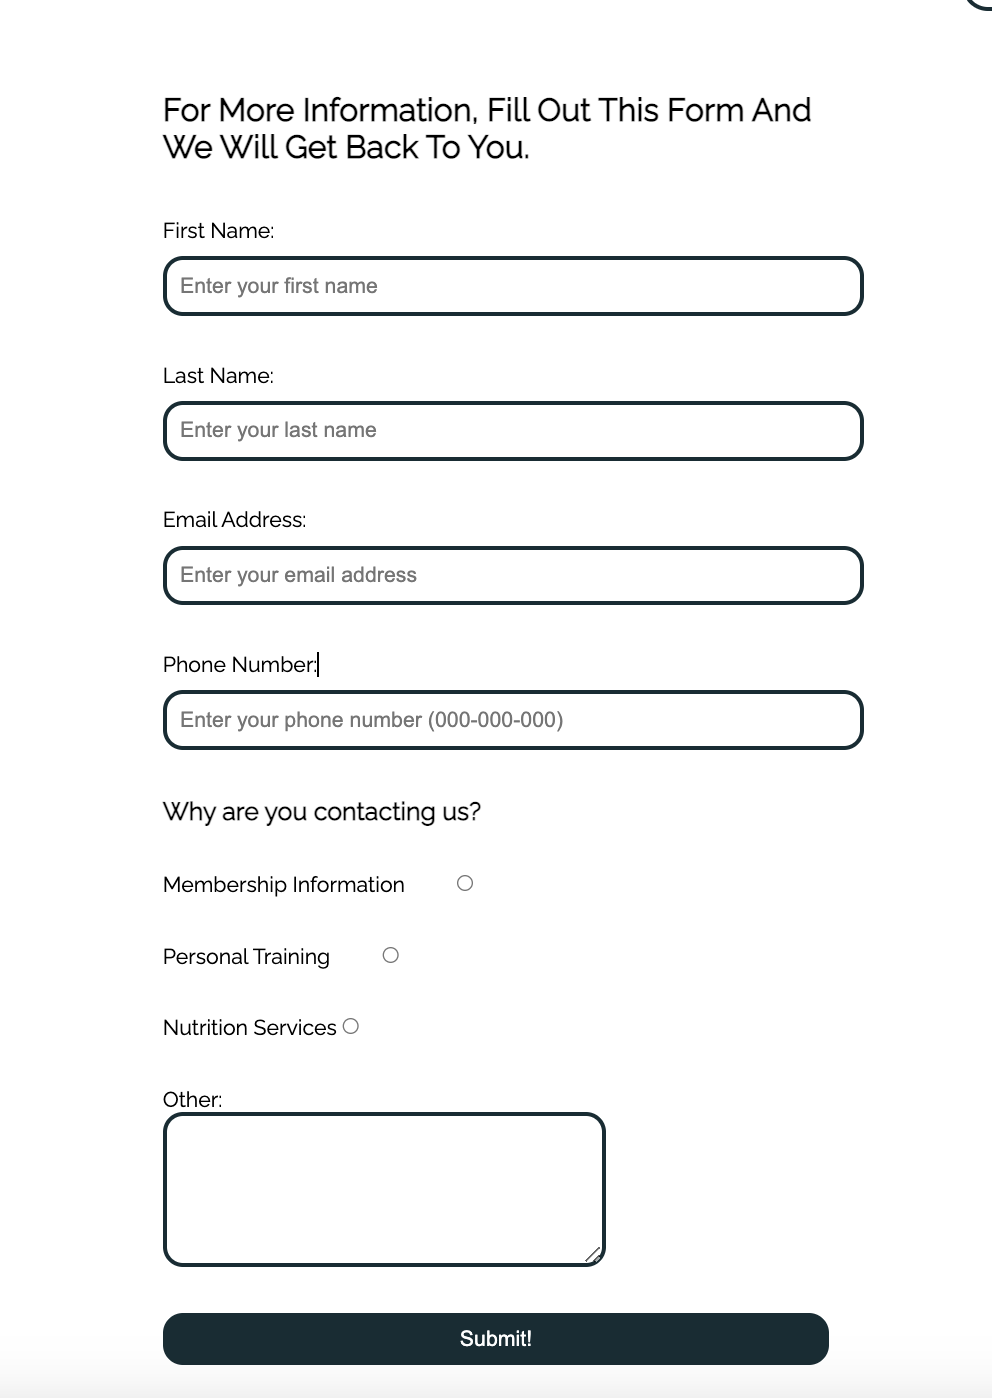 For More Information, Fill Out This Form And
We Will Get Back To You.
First Name:
Enter your first name
Last Name:
Enter your last name
Email Address:
Enter your email address
Phone Number:
Enter your phone number (000-000-000)
Why are you contacting us?
Membership Information
Personal Training
Nutrition Services
Other:
Submit!